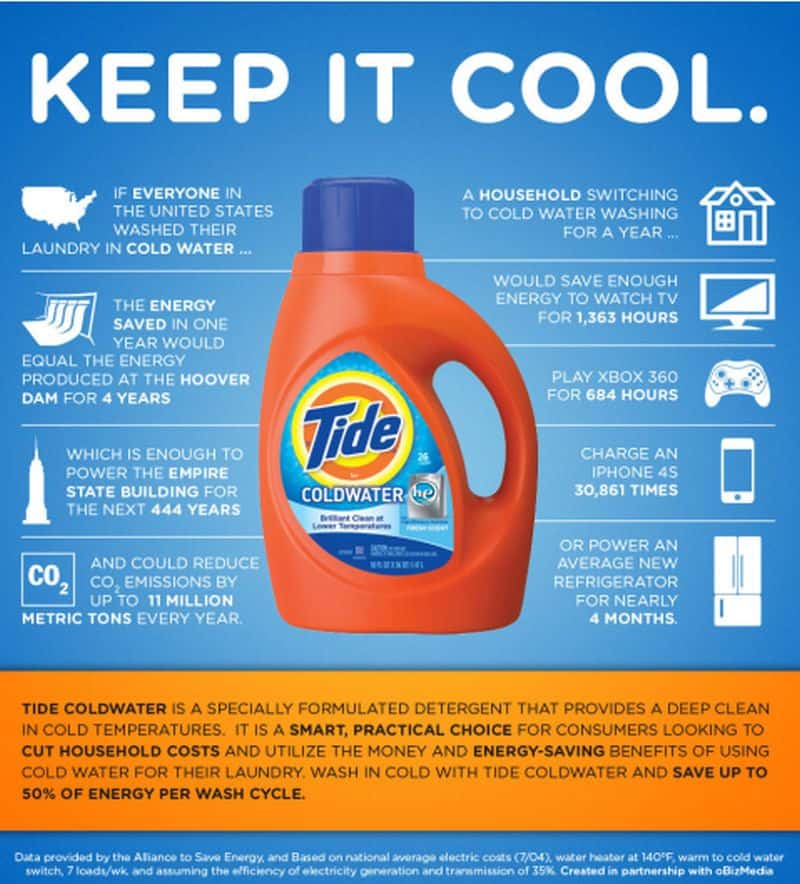 KEEP IT COOL.
IF EVERYONE IN
THE UNITED STATES
WASHED THEIR
LAUNDRY IN COLD WATER ...
THE ENERGY
SAVED IN ONE
YEAR WOULD
EQUAL THE ENERGY
PRODUCED AT THE HOOVER
DAM FOR 4 YEARS
WHICH IS ENOUGH TO
POWER THE EMPIRE
STATE BUILDING FOR
THE NEXT 444 YEARS
CO₂
AND COULD REDUCE
CO₂ EMISSIONS BY
UP TO 11 MILLION
METRIC TONS EVERY YEAR.
Tide
26
COLDWATER
he
Brilliant Clean at
Lower Temperatures
FRESH SCENT
A HOUSEHOLD SWITCHING
TO COLD WATER WASHING
FOR A YEAR ...
WOULD SAVE ENOUGH
ENERGY TO WATCH TV
FOR 1,363 HOURS
PLAY XBOX 360
FOR 684 HOURS
CHARGE AN
IPHONE 4S
30,861 TIMES
OR POWER AN
AVERAGE NEW
REFRIGERATOR
FOR NEARLY
4 MONTHS.
TIDE COLDWATER IS A SPECIALLY FORMULATED DETERGENT THAT PROVIDES A DEEP CLEAN
IN COLD TEMPERATURES. IT IS A SMART, PRACTICAL CHOICE FOR CONSUMERS LOOKING TO
CUT HOUSEHOLD COSTS AND UTILIZE THE MONEY AND ENERGY-SAVING BENEFITS OF USING
COLD WATER FOR THEIR LAUNDRY. WASH IN COLD WITH TIDE COLDWATER AND SAVE UP TO
50% OF ENERGY PER WASH CYCLE.
Data provided by the Alliance to Save Energy, and Based on national average electric costs (7/04), water heater at 140°F, warm to cold water
switch, 7 loads/wk, and assuming the efficiency of electricity generation and transmission of 35%. Created in partnership with oBizMedia